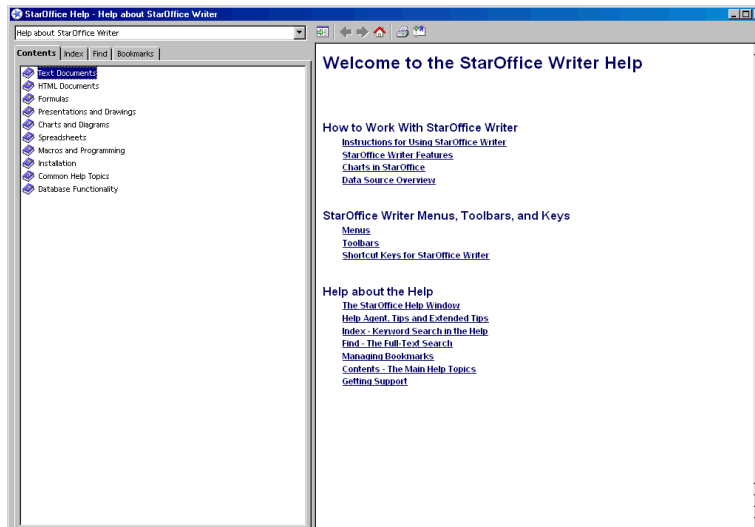 StarOffice Help - Help about StarOffice Writer
Help about StarOffice Writer
Contents Index Find Bookmarks
Text Documents
HTML Documents
Formulas
Presentations and Drawings
Charts and Diagrams
Spreadsheets
Macros and Programming
Installation
Common Help Topics
Database Functionality
Welcome to the StarOffice Writer Help
How to Work With StarOffice Writer
Instructions for Using StarOffice Writer
StarOffice Writer Features
Charts in StarOffice
Data Source Overview
StarOffice Writer Menus, Toolbars, and Keys
Menus
Toolbars
Shortcut Keys for StarOffice Writer
Help about the Help
The StarOffice Help Window
Help Agent, Tips and Extended Tips
Index - Keyword Search in the Help
Find - The Full-Text Search
Managing Bookmarks
Contents - The Main Help Topics
Getting Support